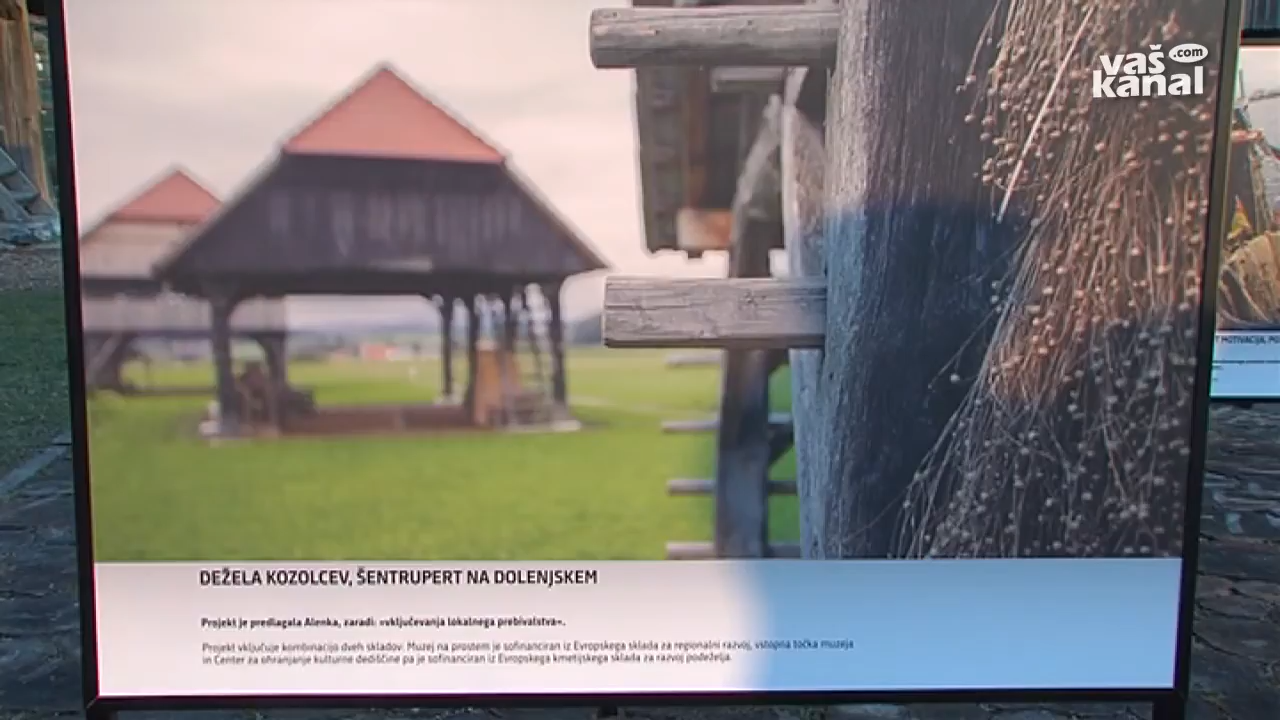 vaš .com
kanal
DEŽELA KOZOLCEV, ŠENTRUPERT NA DOLENJSKEM
Projekt je predlagala Alenka, zaradi: »vključevanja lokalnega prebivalstva«.
Projekt vključuje kombinacijo dveh skladov. Muzej na prostem je sofinanciran iz Evropskega sklada za regionalni razvoj, vstopna točka muzeja
in Center za ohranjanje kulturne dediščine pa je sofinanciran iz Evropskega kmetijskega sklada za razvoj podeželja.
MOTIVACIJA,